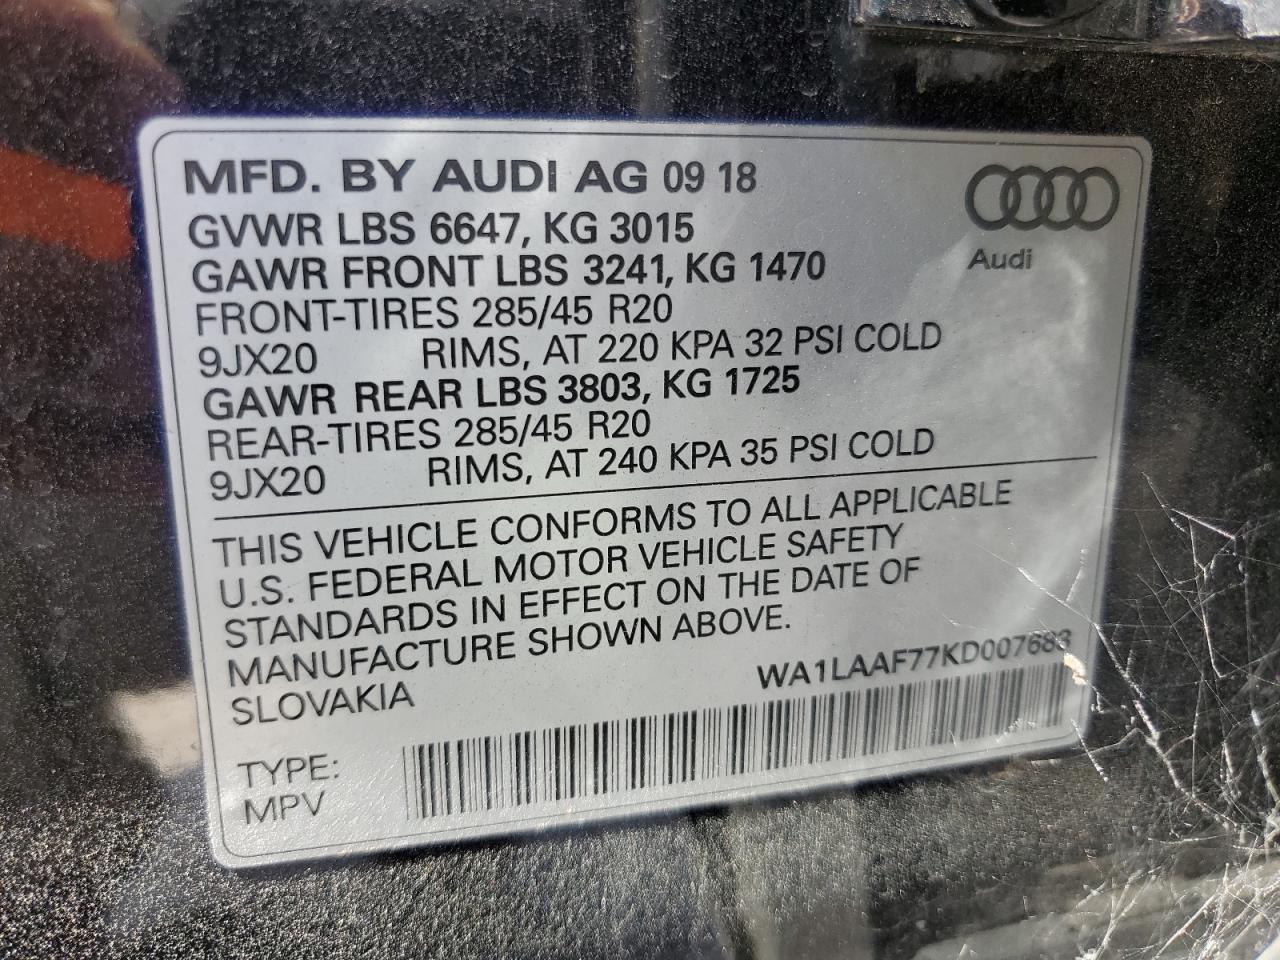 MFD. BY AUDI AG 09 18
GVWR LBS 6647, KG 3015
GAWR FRONT LBS 3241, KG 1470
FRONT-TIRES 285/45 R20
9JX20 RIMS, AT 220 KPA 32 PSI COLD
GAWR REAR LBS 3803, KG 1725
REAR-TIRES 285/45 R20
9JX20 RIMS, AT 240 KPA 35 PSI COLD
Audi
THIS VEHICLE CONFORMS TO ALL APPLICABLE
U.S. FEDERAL MOTOR VEHICLE SAFETY
STANDARDS IN EFFECT ON THE DATE OF
MANUFACTURE SHOWN ABOVE.
SLOVAKIA
WA1LAAF77KD007683
TYPE:
MPV